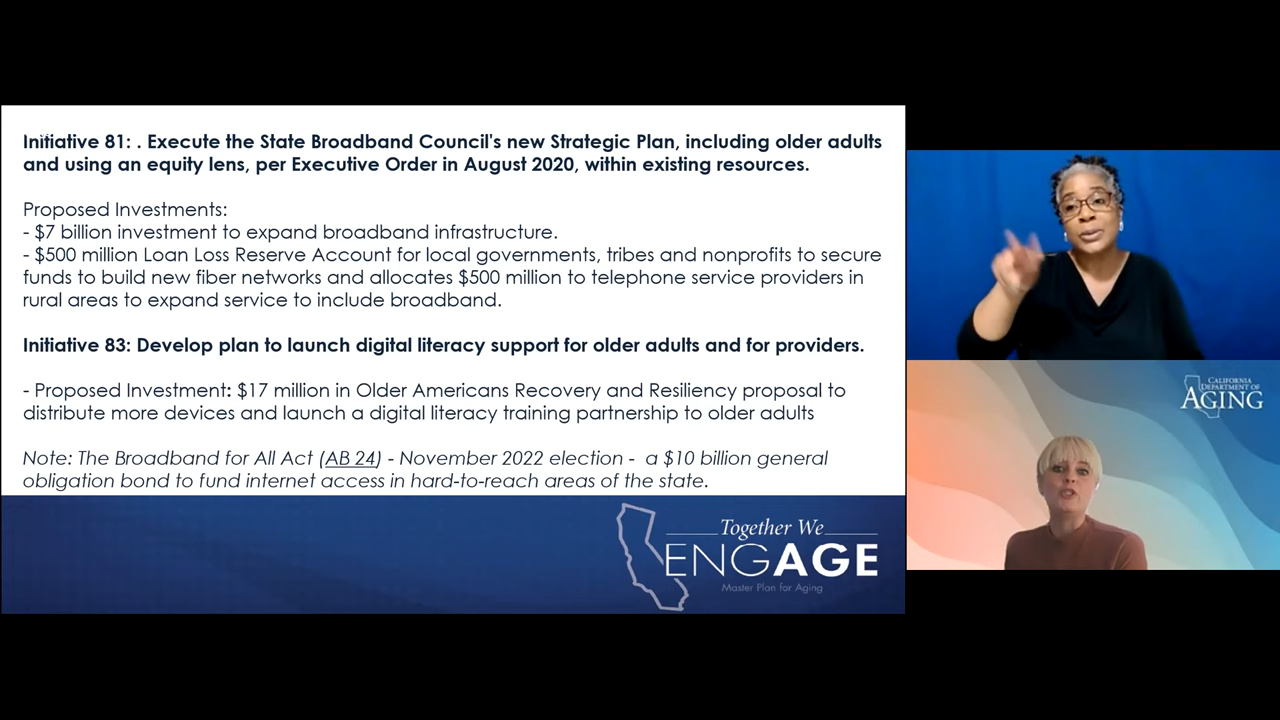 Initiative 81: . Execute the State Broadband Council's new Strategic Plan, including older adults
and using an equity lens, per Executive Order in August 2020, within existing resources.
Proposed Investments:
- $7 billion investment to expand broadband infrastructure.
- $500 million Loan Loss Reserve Account for local governments, tribes and nonprofits to secure
funds to build new fiber networks and allocates $500 million to telephone service providers in
rural areas to expand service to include broadband.
Initiative 83: Develop plan to launch digital literacy support for older adults and for providers.
- Proposed Investment: $17 million in Older Americans Recovery and Resiliency proposal to
distribute more devices and launch a digital literacy training partnership to older adults
Note: The Broadband for All Act (AB 24) - November 2022 election - a $10 billion general
obligation bond to fund internet access in hard-to-reach areas of the state.
Together We
ENGAGE
Master Plan for Aging
CALIFORNIA
DEPARTMENT OF
AGING